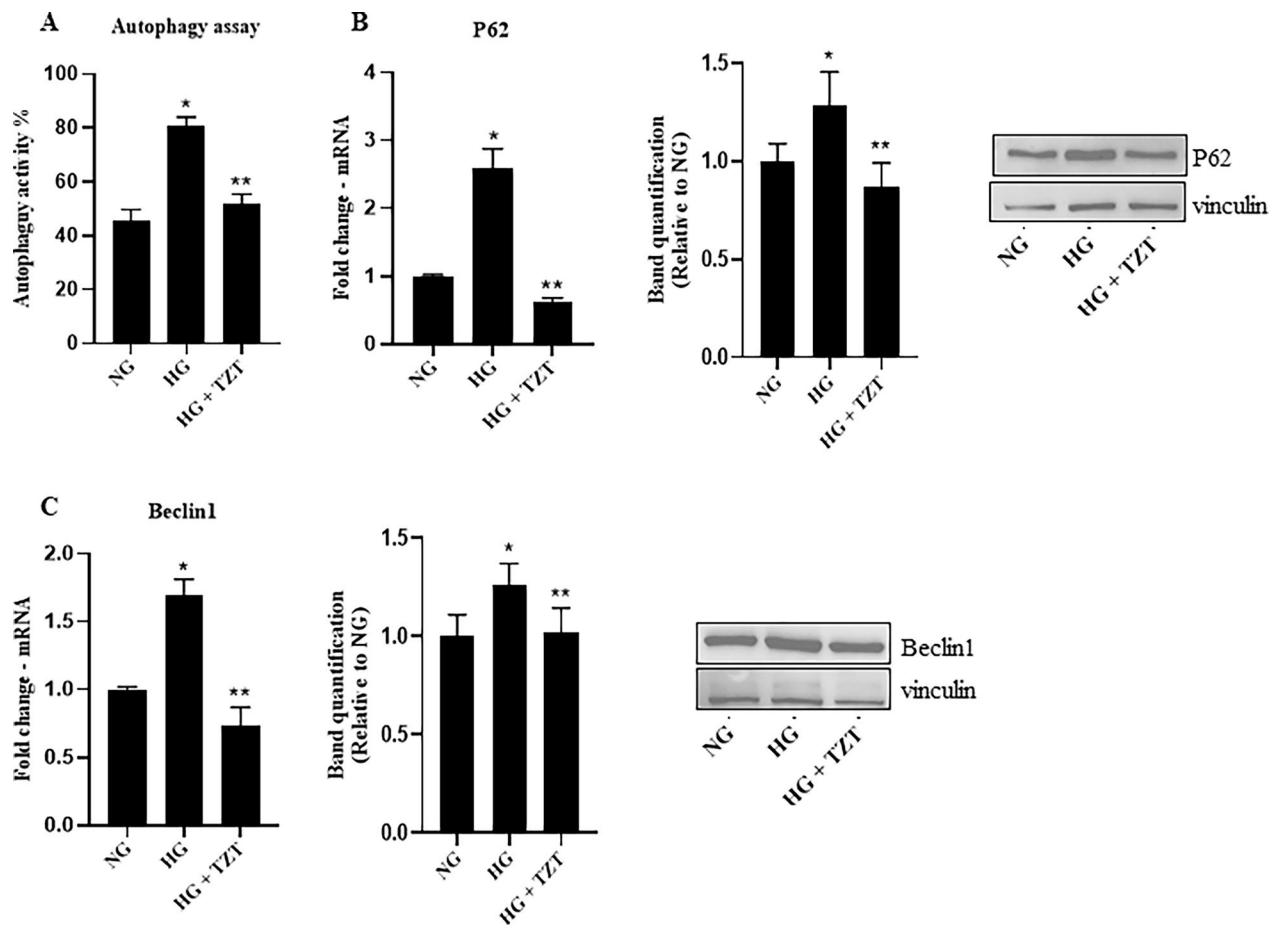 A
Autophagy assay
Autophaguy activity %
100
80
60
40
20
0
*
**
NG
HG
HG + TZT
B
P62
Fold change - mRNA
4
3
2
1
0
*
**
NG
HG
HG + TZT
Band quantification
(Relative to NG)
1.5
1.0
0.5
0.0
*
**
NG
HG
HG + TZT
P62
vinculin
NG
HG
HG + TZT
C
Beclin1
Fold change - mRNA
2.0
1.5
1.0
0.5
0.0
*
**
NG
HG
HG + TZT
Band quantification
(Relative to NG)
1.5
1.0
0.5
0.0
*
**
NG
HG
HG + TZT
Beclin1
vinculin
NG
HG
HG + TZT